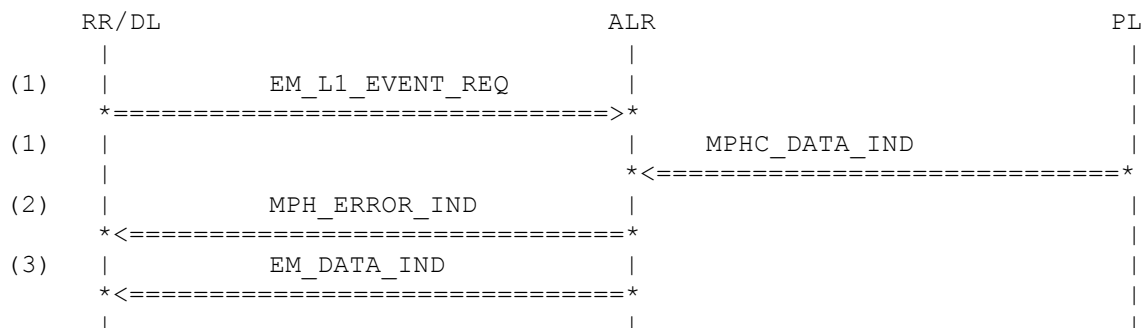 RR/DL ALR PL
(1) EM_L1_EVENT_REQ
(1) MPHC_DATA_IND
(2) MPH_ERROR_IND
(3) EM_DATA_IND